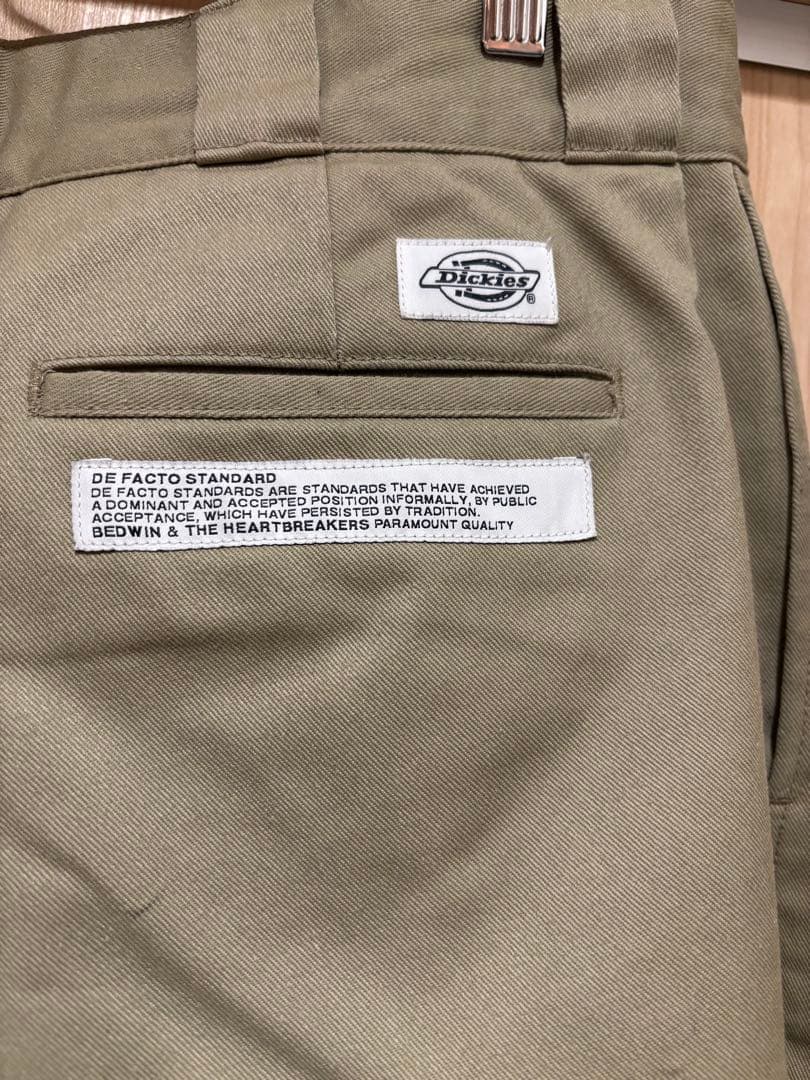 Dickies®
DE FACTO STANDARD
DE FACTO STANDARDS ARE STANDARDS THAT HAVE ACHIEVED
A DOMINANT AND ACCEPTED POSITION INFORMALLY, BY PUBLIC
ACCEPTANCE, WHICH HAVE PERSISTED BY TRADITION.
BEDWIN & THE HEARTBREAKERS PARAMOUNT QUALITY